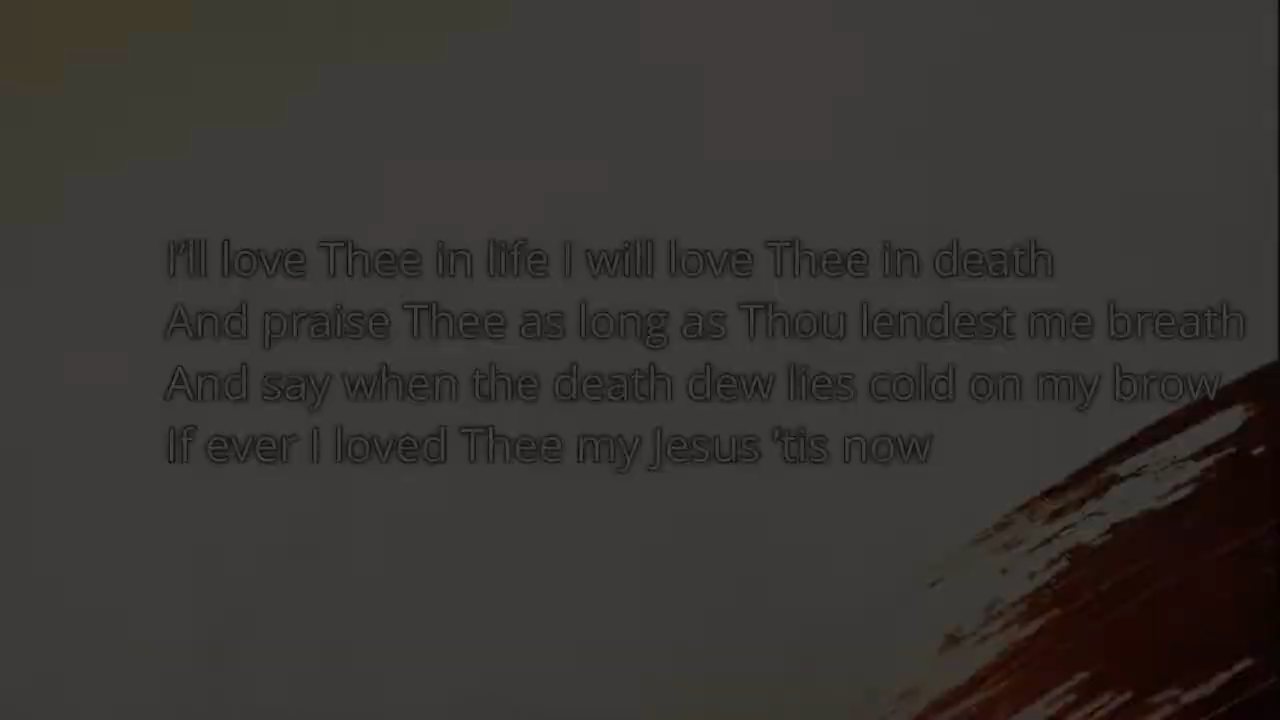 I'll love Thee in life I will love Thee in death
And praise Thee as long as Thou lendest me breath
And say when the death dew lies cold on my brow
If ever I loved Thee my Jesus 'tis now